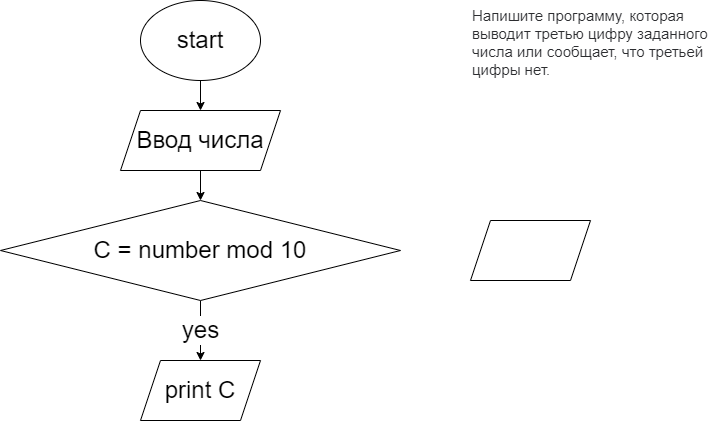 start
Напишите программу, которая
выводит третью цифру заданного
числа или сообщает, что третьей
цифры нет.
Ввод числа
C = number mod 10
yes
print C